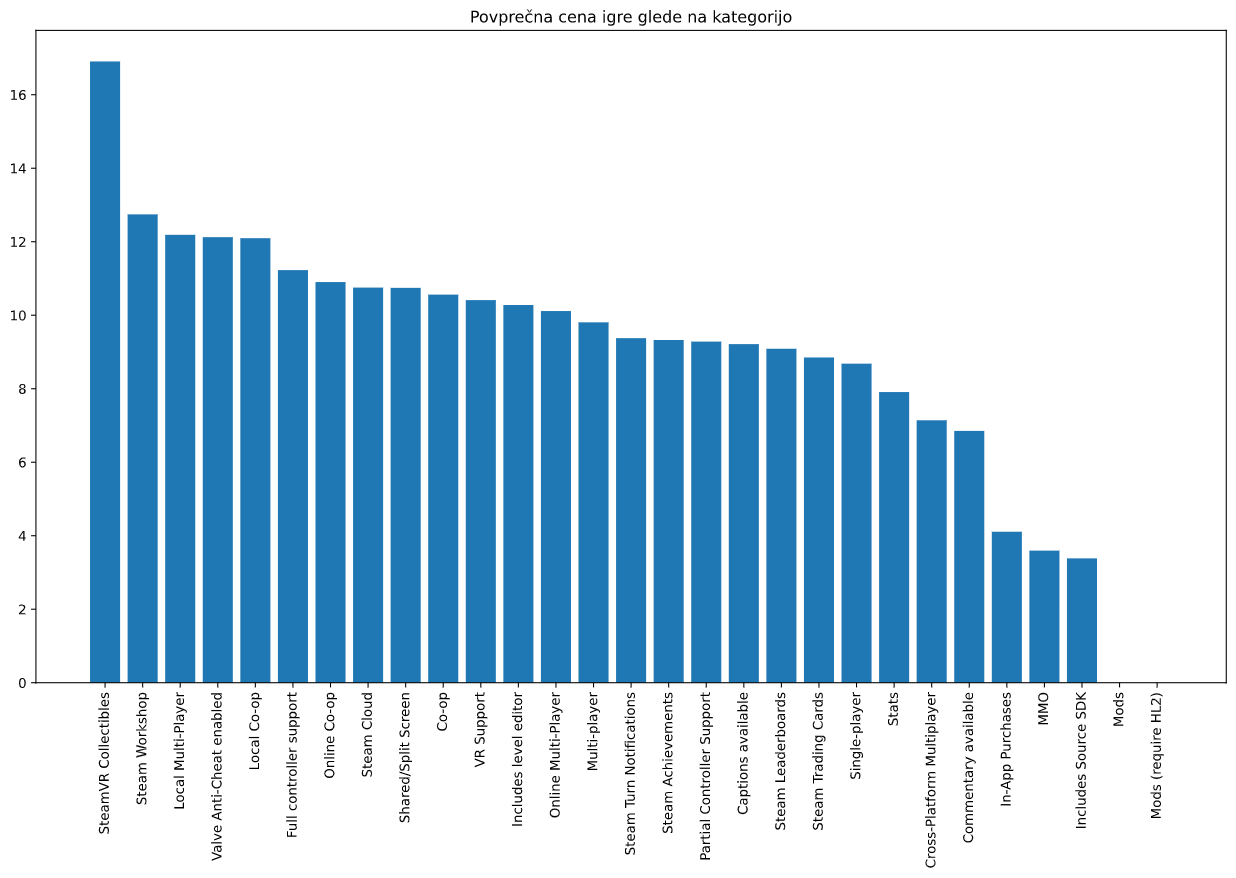 Povprečna cena igre glede na kategorijo
16
14
12
10
8
6
4
2
0
SteamVR Collectibles
Steam Workshop
Local Multi-Player
Valve Anti-Cheat enabled
Local Co-op
Full controller support
Online Co-op
Steam Cloud
Shared/Split Screen
Co-op
VR Support
Includes level editor
Online Multi-Player
Multi-player
Steam Turn Notifications
Steam Achievements
Partial Controller Support
Captions available
Steam Leaderboards
Steam Trading Cards
Single-player
Stats
Cross-Platform Multiplayer
Commentary available
In-App Purchases
MMO
Includes Source SDK
Mods
Mods (require HL2)